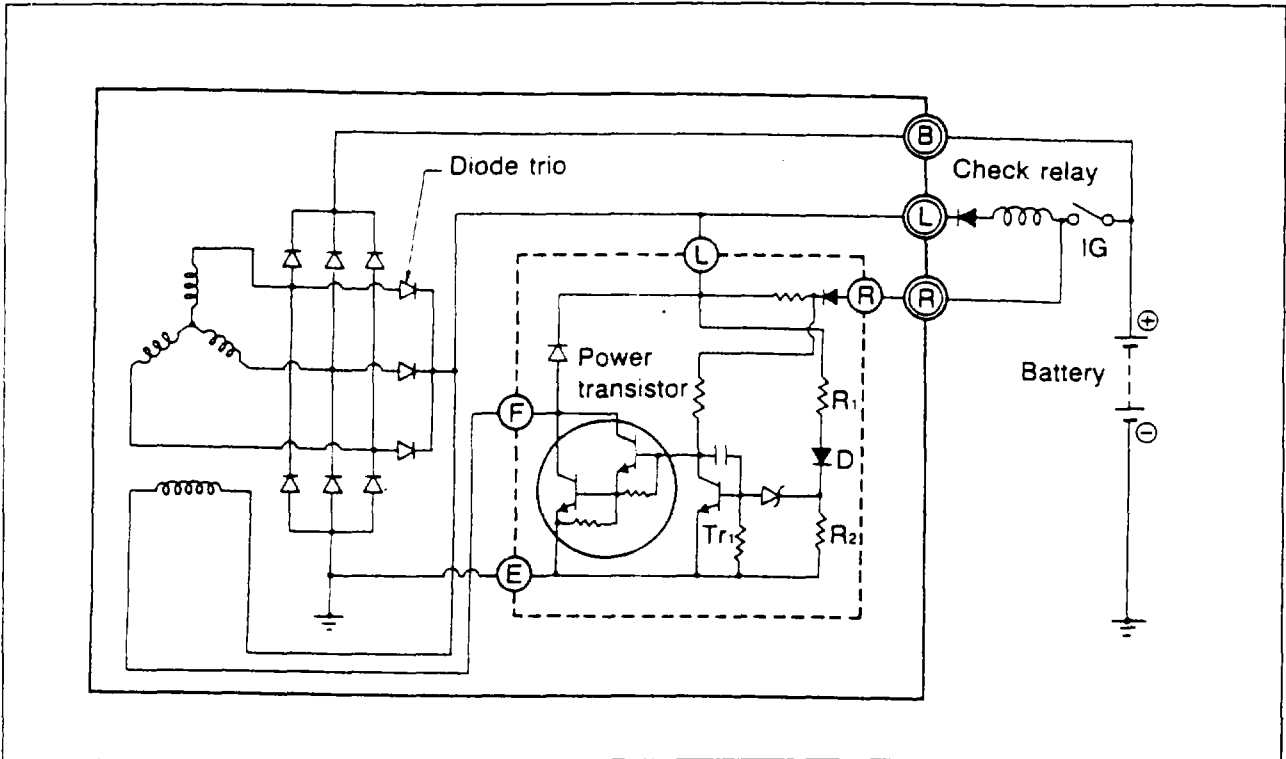 B
Diode trio
Check relay
L
IG
L
R
R
Power
transistor
R₁
Battery
⊕
F
D
⊖
Tr₁
R₂
E